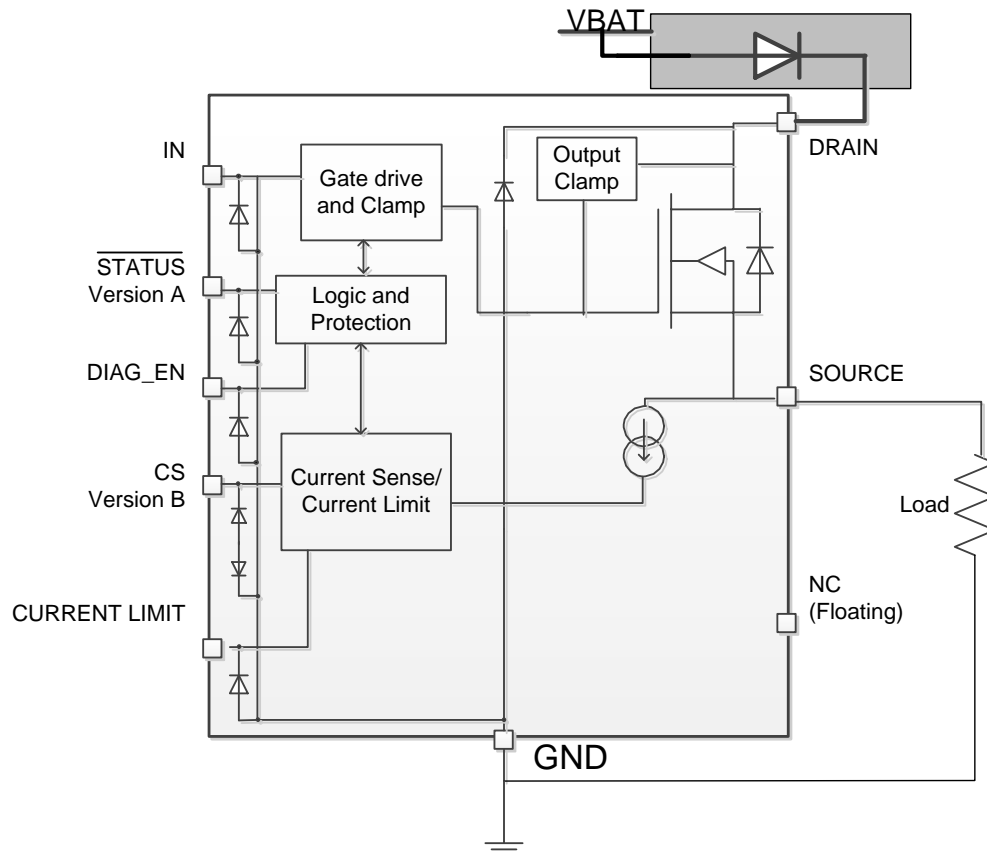 VBAT
DRAIN
IN
Gate drive
and Clamp
Output
Clamp
STATUS
Version A
Logic and
Protection
DIAG_EN
SOURCE
CS
Version B
Current Sense/
Current Limit
Load
NC
(Floating)
CURRENT LIMIT
GND